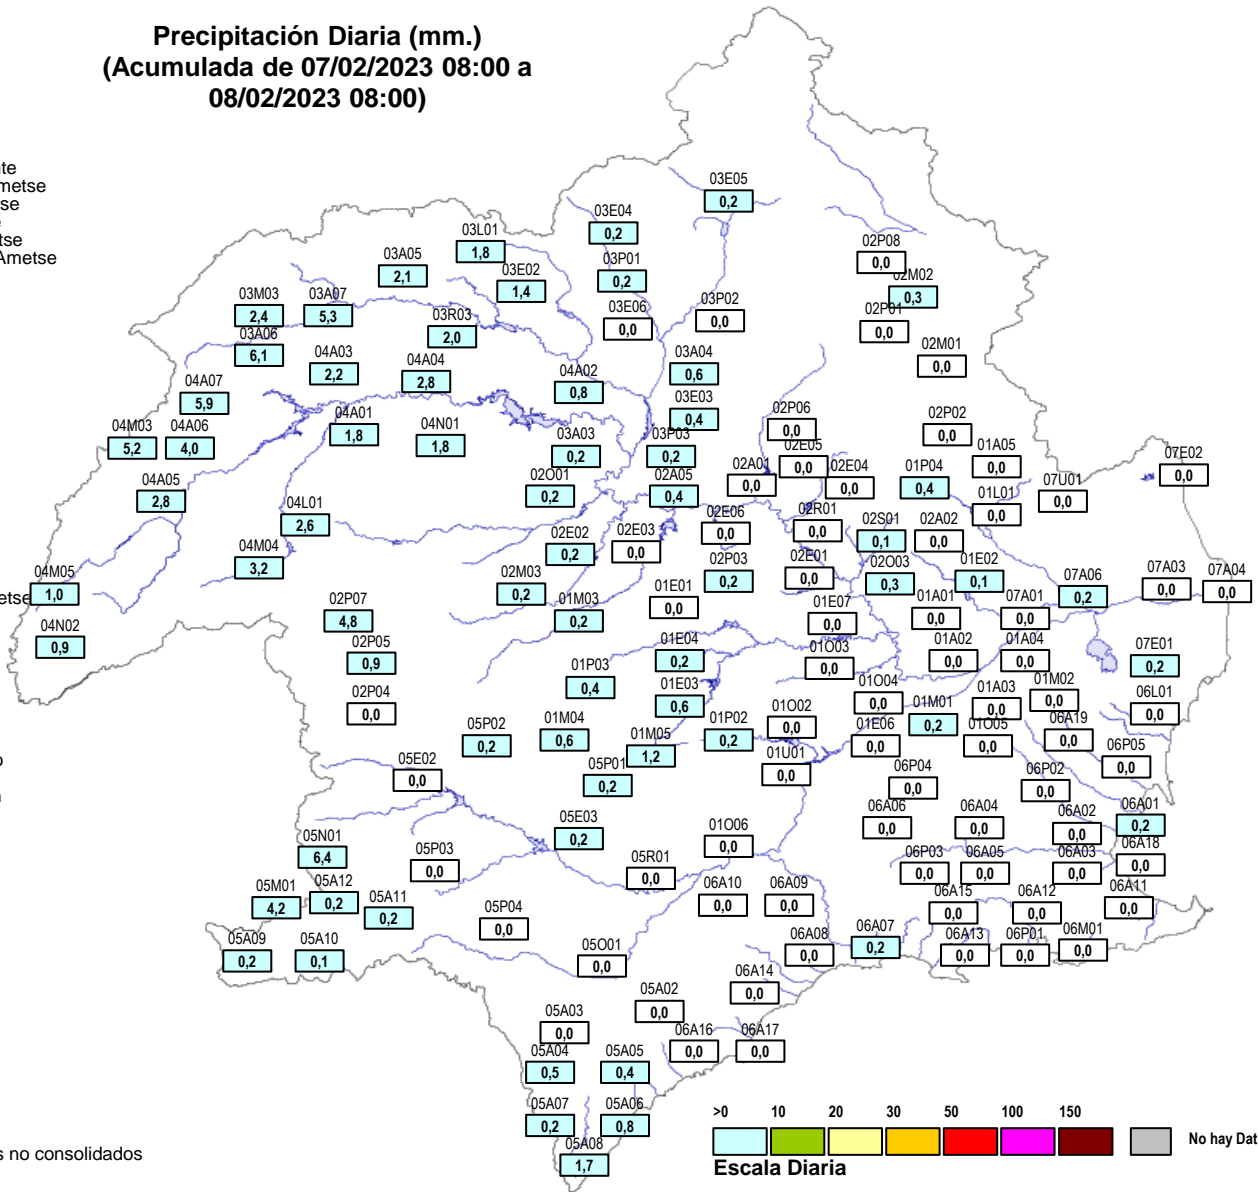 Precipitación Diaria (mm.)
(Acumulada de 07/02/2023 08:00 a
08/02/2023 08:00)
nte
metse
tse
e
tse
Ametse
03E05
0,2
03E04
0,2
03L01
1,8
03A05
2,1
03E02
1,4
03P01
0,2
02P08
0,0
02M02
0,3
03M03
2,4
03A07
5,3
03R03
2,0
03E06
0,0
03P02
0,0
02P01
0,0
03A06
6,1
04A03
2,2
04A04
2,8
04A02
0,8
03A04
0,6
02M01
0,0
04A07
5,9
03E03
0,4
04M03
5,2
04A06
4,0
04A01
1,8
04N01
1,8
03A03
0,2
03P03
0,2
02P06
0,0
02P02
0,0
02E05
0,0
01A05
0,0
07E02
0,0
04A05
2,8
02O01
0,2
02A05
0,4
02A01
0,0
02E04
0,0
01P04
0,4
07U01
0,0
04L01
2,6
01L01
0,0
02E06
0,0
02R01
0,0
02S01
0,1
02A02
0,0
04M04
3,2
02E02
0,2
02E03
0,0
02P03
0,2
02E01
0,0
02O03
0,3
01E02
0,1
04M05
1,0
etse
02M03
0,2
01M03
0,2
01E01
0,0
07A06
0,2
07A03
0,0
07A04
0,0
02P07
4,8
01E07
0,0
01A01
0,0
07A01
0,0
04N02
0,9
02P05
0,9
01E04
0,2
01O03
0,0
01A02
0,0
01A04
0,0
07E01
0,2
01P03
0,4
01E03
0,6
01O04
0,0
01A03
0,0
01M02
0,0
06L01
0,0
02P04
0,0
01M01
0,2
05P02
0,2
01M04
0,6
01M05
1,2
01P02
0,2
01O02
0,0
01E06
0,0
01O05
0,0
06A19
0,0
06P05
0,0
o
05E02
0,0
05P01
0,2
01U01
0,0
06P04
0,0
06P02
0,0
05E03
0,2
01O06
0,0
06A06
0,0
06A04
0,0
06A02
0,0
06A01
0,2
05N01
6,4
05P03
0,0
05R01
0,0
06P03
0,0
06A05
0,0
06A03
0,0
06A18
0,0
05M01
4,2
05A12
0,2
05A11
0,2
06A10
0,0
06A09
0,0
06A15
0,0
06A12
0,0
06A11
0,0
05P04
0,0
05A09
0,2
05A10
0,1
05O01
0,0
06A08
0,0
06A07
0,2
06A13
0,0
06P01
0,0
06M01
0,0
06A14
0,0
05A03
0,0
05A02
0,0
06A16
0,0
06A17
0,0
05A04
0,5
05A05
0,4
05A07
0,2
05A06
0,8
05A08
1,7
>0 10 20 30 50 100 150
No hay Dat
Escala Diaria
s no consolidados